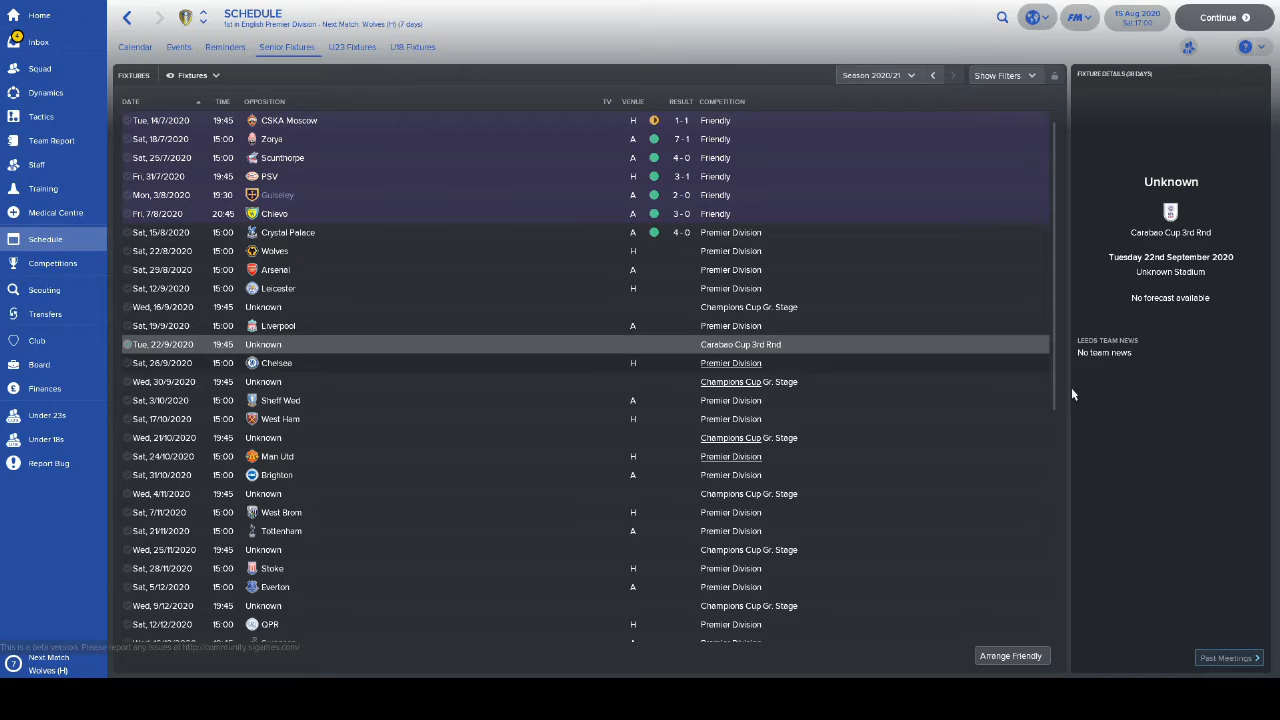 Home
4
Inbox
Squad
Dynamics
Tactics
Team Report
Staff
Training
Medical Centre
Schedule
Competitions
Scouting
Transfers
Club
Board
Finances
Under 23s
Under 18s
Report Bug
This is a beta version. Please report any issues at http://community.sigames.com/
7
Next Match
Wolves (H)
SCHEDULE
1st in English Premier Division - Next Match: Wolves (H) (7 days)
FM
15 Aug 2020
Sat 17:00
Continue
Calendar Events Reminders Senior Fixtures U23 Fixtures U18 Fixtures
?
FIXTURES Fixtures Season 2020/21 Show Filters
DATE TIME OPPOSITION TV VENUE RESULT COMPETITION
Tue, 14/7/2020 19:45 CSKA Moscow H 1 - 1 Friendly
Sat, 18/7/2020 15:00 Zorya A 7 - 1 Friendly
Sat, 25/7/2020 15:00 Scunthorpe A 4 - 0 Friendly
Fri, 31/7/2020 19:45 PSV H 3 - 1 Friendly
Mon, 3/8/2020 19:30 Guiseley A 2 - 0 Friendly
Fri, 7/8/2020 20:45 Chievo A 3 - 0 Friendly
Sat, 15/8/2020 15:00 Crystal Palace A 4 - 0 Premier Division
Sat, 22/8/2020 15:00 Wolves H Premier Division
Sat, 29/8/2020 15:00 Arsenal A Premier Division
Sat, 12/9/2020 15:00 Leicester H Premier Division
Wed, 16/9/2020 19:45 Unknown Champions Cup Gr. Stage
Sat, 19/9/2020 15:00 Liverpool A Premier Division
Tue, 22/9/2020 19:45 Unknown Carabao Cup 3rd Rnd
Sat, 26/9/2020 15:00 Chelsea H Premier Division
Wed, 30/9/2020 19:45 Unknown Champions Cup Gr. Stage
Sat, 3/10/2020 15:00 Sheff Wed A Premier Division
Sat, 17/10/2020 15:00 West Ham H Premier Division
Wed, 21/10/2020 19:45 Unknown Champions Cup Gr. Stage
Sat, 24/10/2020 15:00 Man Utd H Premier Division
Sat, 31/10/2020 15:00 Brighton A Premier Division
Wed, 4/11/2020 19:45 Unknown Champions Cup Gr. Stage
Sat, 7/11/2020 15:00 West Brom H Premier Division
Sat, 21/11/2020 15:00 Tottenham A Premier Division
Wed, 25/11/2020 19:45 Unknown Champions Cup Gr. Stage
Sat, 28/11/2020 15:00 Stoke H Premier Division
Sat, 5/12/2020 15:00 Everton A Premier Division
Wed, 9/12/2020 19:45 Unknown Champions Cup Gr. Stage
Sat, 12/12/2020 15:00 QPR H Premier Division
Arrange Friendly
FIXTURE DETAILS (38 DAYS)
Unknown
Carabao Cup 3rd Rnd
Tuesday 22nd September 2020
Unknown Stadium
No forecast available
LEEDS TEAM NEWS
No team news
Past Meetings